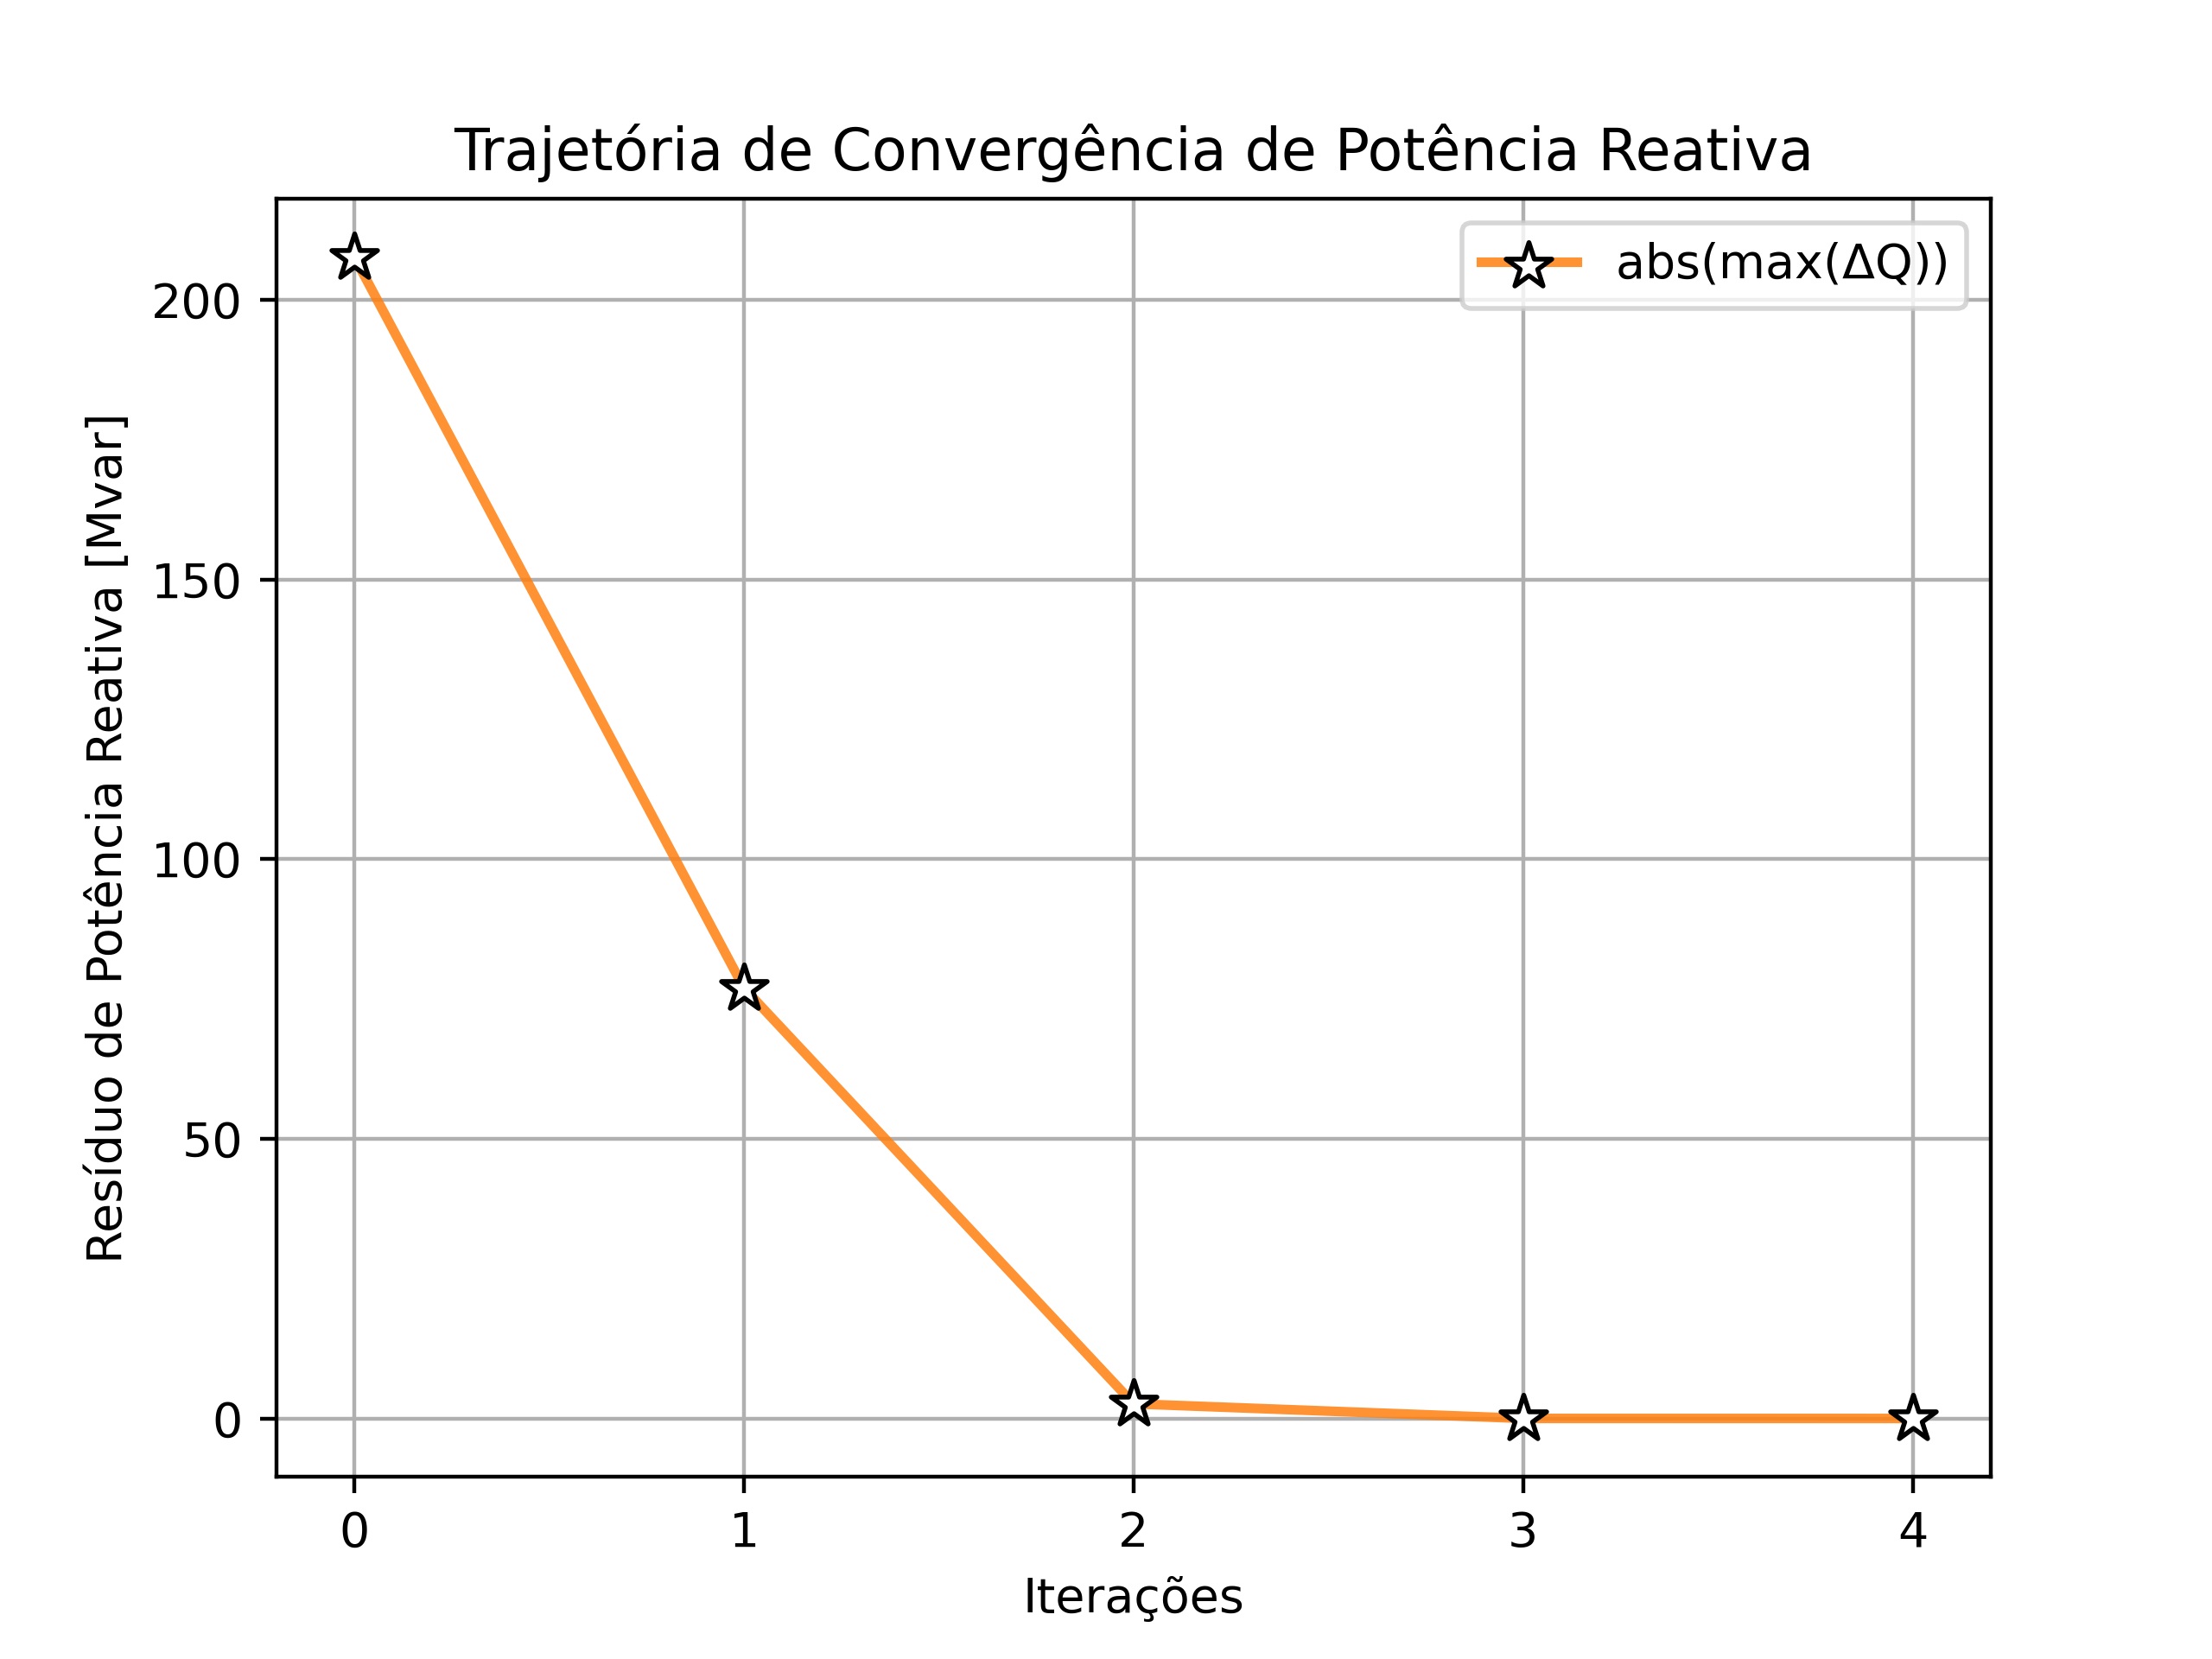 Trajetória de Convergência de Potência Reativa
abs(max(ΔQ))
Resíduo de Potência Reativa [Mvar]
200
150
100
50
0
0 1 2 3 4
Iterações